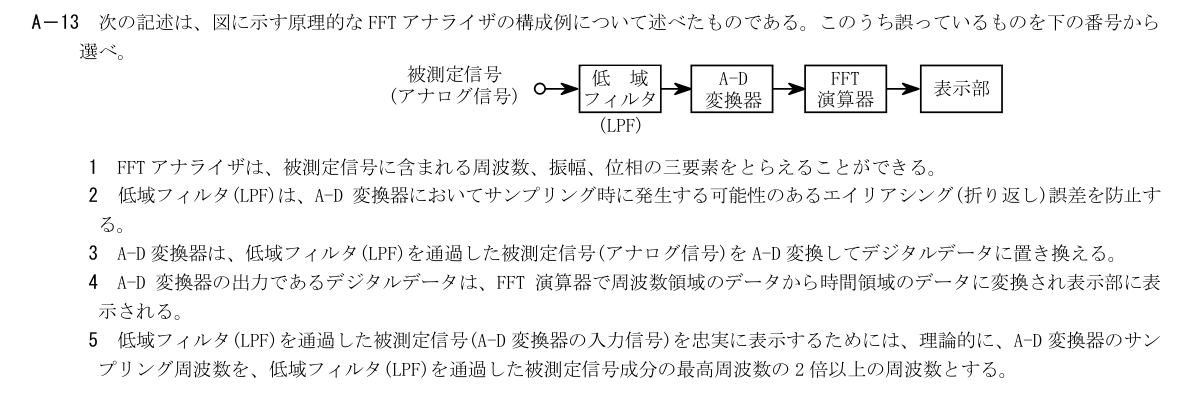 A－13 次の記述は、図に示す原理的な FFT アナライザの構成例について述べたものである。このうち誤っているものを下の番号から
選べ。
被測定信号
(アナログ信号)
低 域
フィルタ
(LPF)
A-D
変換器
FFT
演算器
表示部
1 FFT アナライザは、被測定信号に含まれる周波数、振幅、位相の三要素をとらえることができる。
2 低域フィルタ(LPF)は、A-D 変換器においてサンプリング時に発生する可能性のあるエイリアシング(折り返し)誤差を防止す
る。
3 A-D 変換器は、低域フィルタ(LPF)を通過した被測定信号(アナログ信号)を A-D 変換してデジタルデータに置き換える。
4 A-D 変換器の出力であるデジタルデータは、FFT 演算器で周波数領域のデータから時間領域のデータに変換され表示部に表
示される。
5 低域フィルタ(LPF)を通過した被測定信号(A-D 変換器の入力信号)を忠実に表示するためには、理論的に、A-D 変換器のサン
プリング周波数を、低域フィルタ(LPF)を通過した被測定信号成分の最高周波数の 2 倍以上の周波数とする。